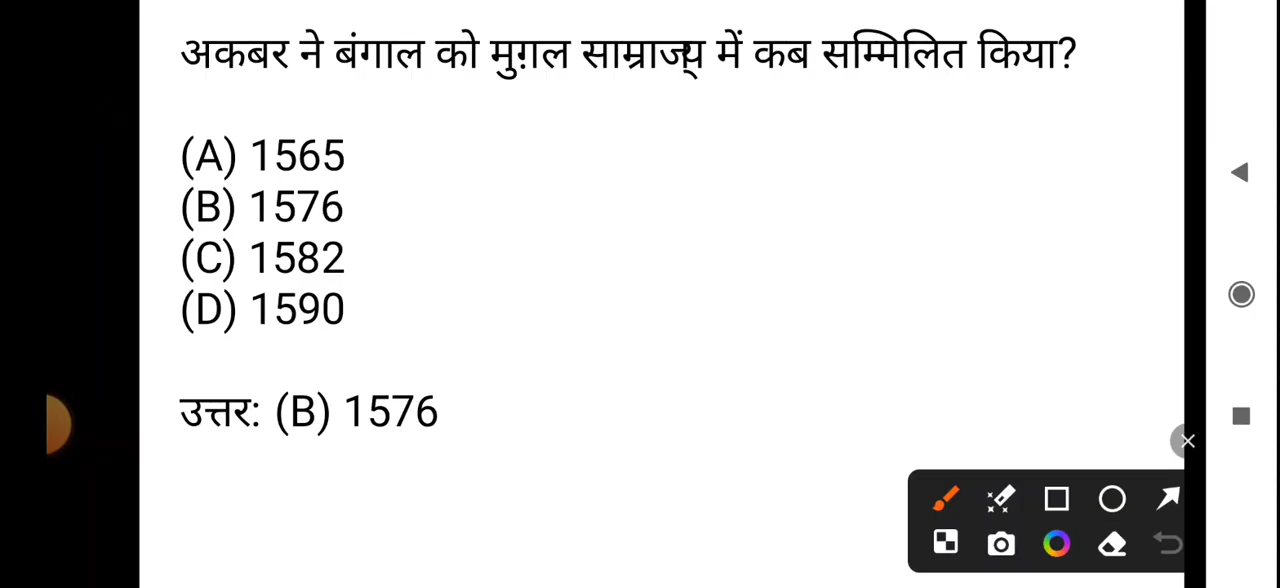 अकबर ने बंगाल को मुग़ल साम्राज्य् में कब सम्मिलित किया?
(A) 1565
(B) 1576
(C) 1582
(D) 1590
उत्तर: (B) 1576